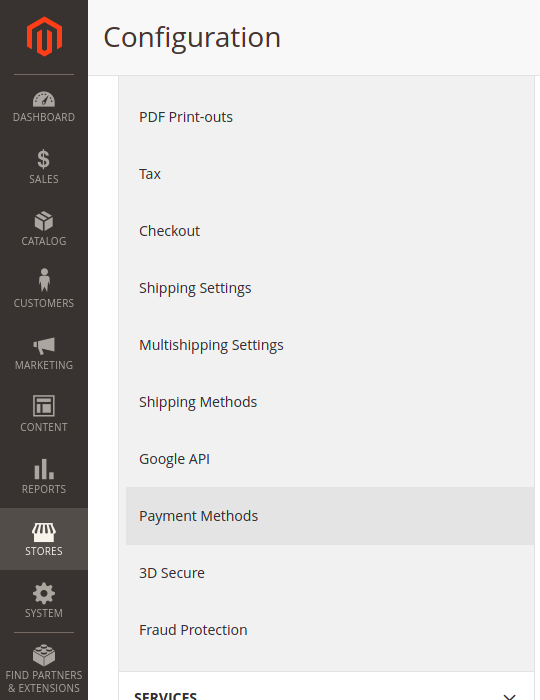 Configuration
DASHBOARD
SALES
CATALOG
CUSTOMERS
MARKETING
CONTENT
REPORTS
STORES
SYSTEM
FIND PARTNERS
& EXTENSIONS
PDF Print-outs
Tax
Checkout
Shipping Settings
Multishipping Settings
Shipping Methods
Google API
Payment Methods
3D Secure
Fraud Protection
SERVICES